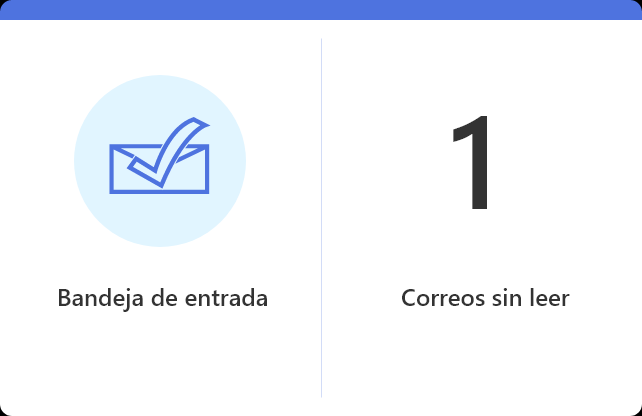 Bandeja de entrada
1
Correos sin leer